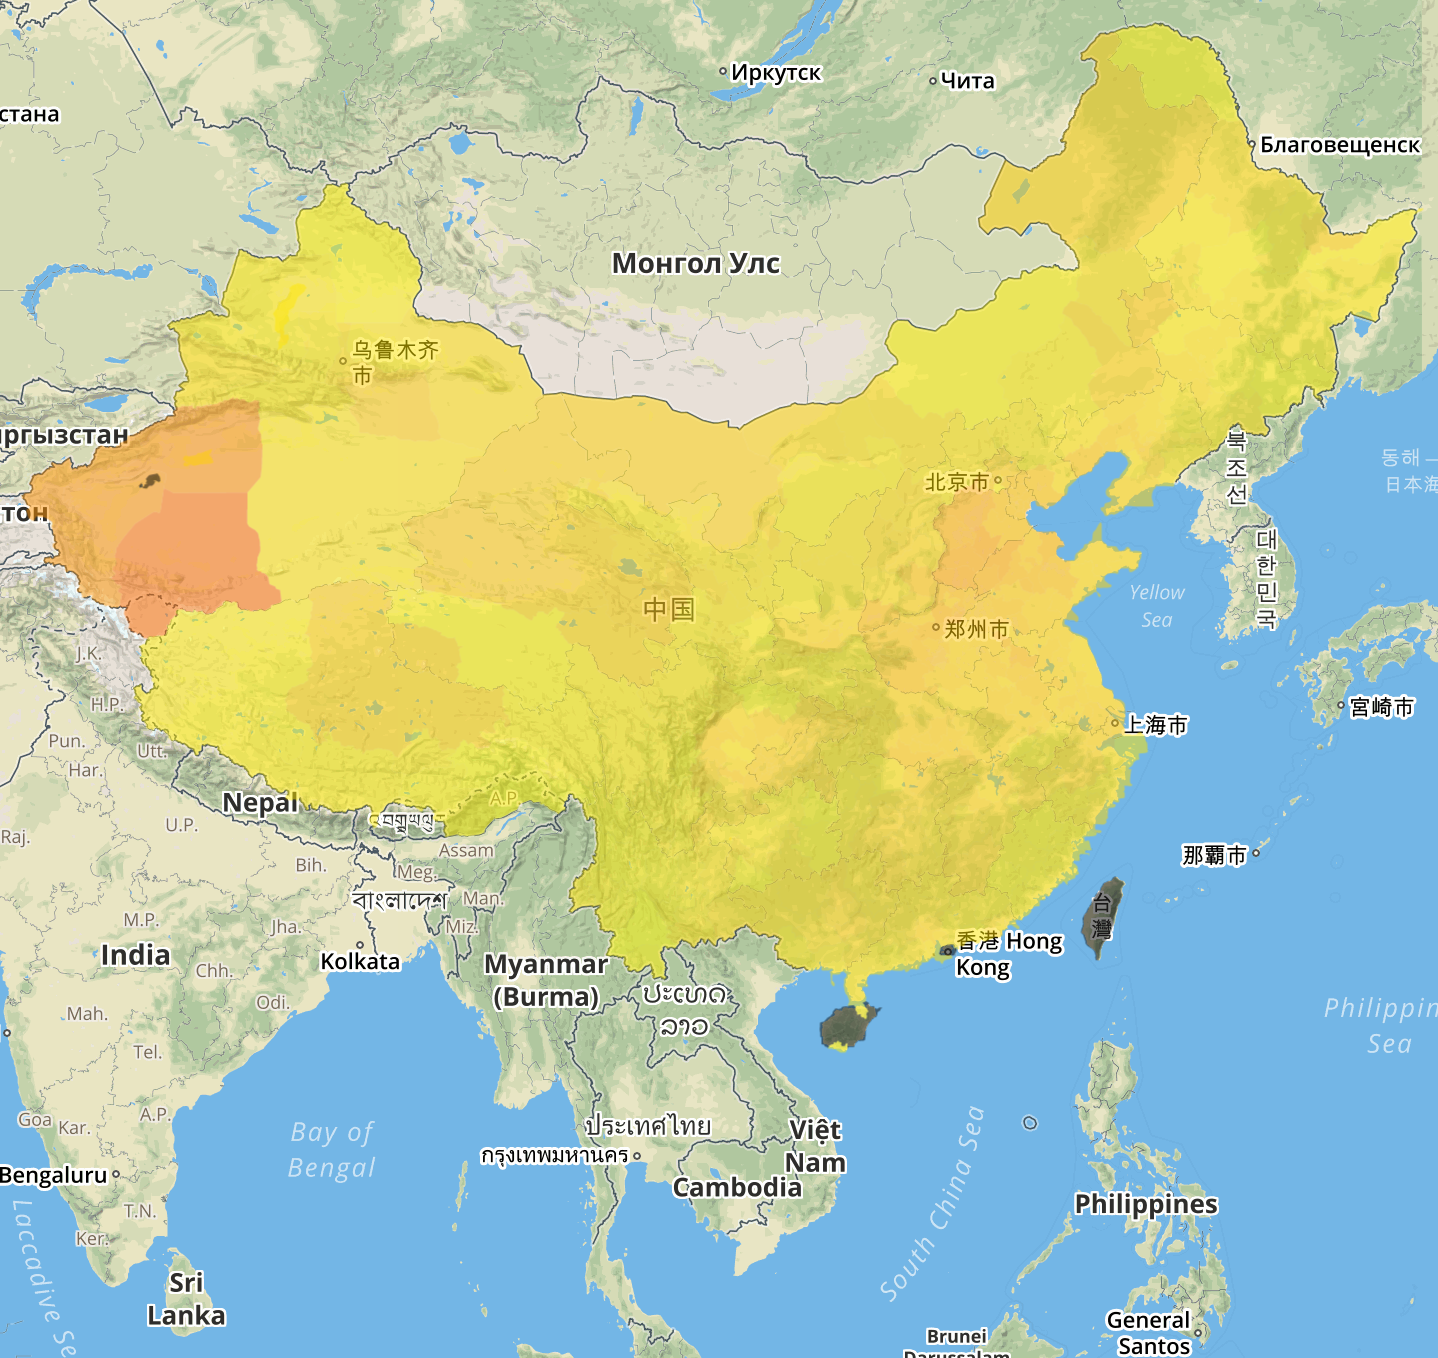 Иркутск
Чита
стана
Благовещенск
Монгол Улс
乌鲁木齐
市
ыргызстан
тон
북
조
선
동해 —
日本海
北京市
대
한
민
국
中国
Yellow
Sea
郑州市
J.K.
H.P.
宮崎市
上海市
Pun.
Utt.
Har.
Nepal
A.P.
འབྲུག་ཡུལ
U.P.
Raj.
Assam
Bih.
Meg.
那覇市
বাংলাদেশ
Man.
台
灣
M.P.
Jha.
Miz.
香港 Hong
Kong
India
Kolkata
Chh.
Myanmar
(Burma)
ປະເທດ
ລາວ
Odi.
Mah.
Philippin
Sea
Tel.
Goa
Kar.
A.P.
Bay of
Bengal
ประเทศไทย
Việt
Nam
กรุงเทพมหานคร
Bengaluru
Cambodia
South China Sea
Philippines
T.N.
Ker.
Laccadive Se
Sri
Lanka
General
Santos
Brunei
Darussalam